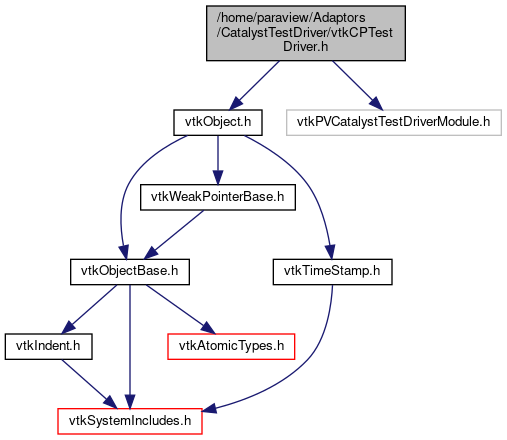 /home/paraview/Adaptors
/CatalystTestDriver/vtkCPTest
Driver.h
vtkObject.h
vtkPVCatalystTestDriverModule.h
vtkWeakPointerBase.h
vtkObjectBase.h
vtkTimeStamp.h
vtkIndent.h
vtkAtomicTypes.h
vtkSystemIncludes.h